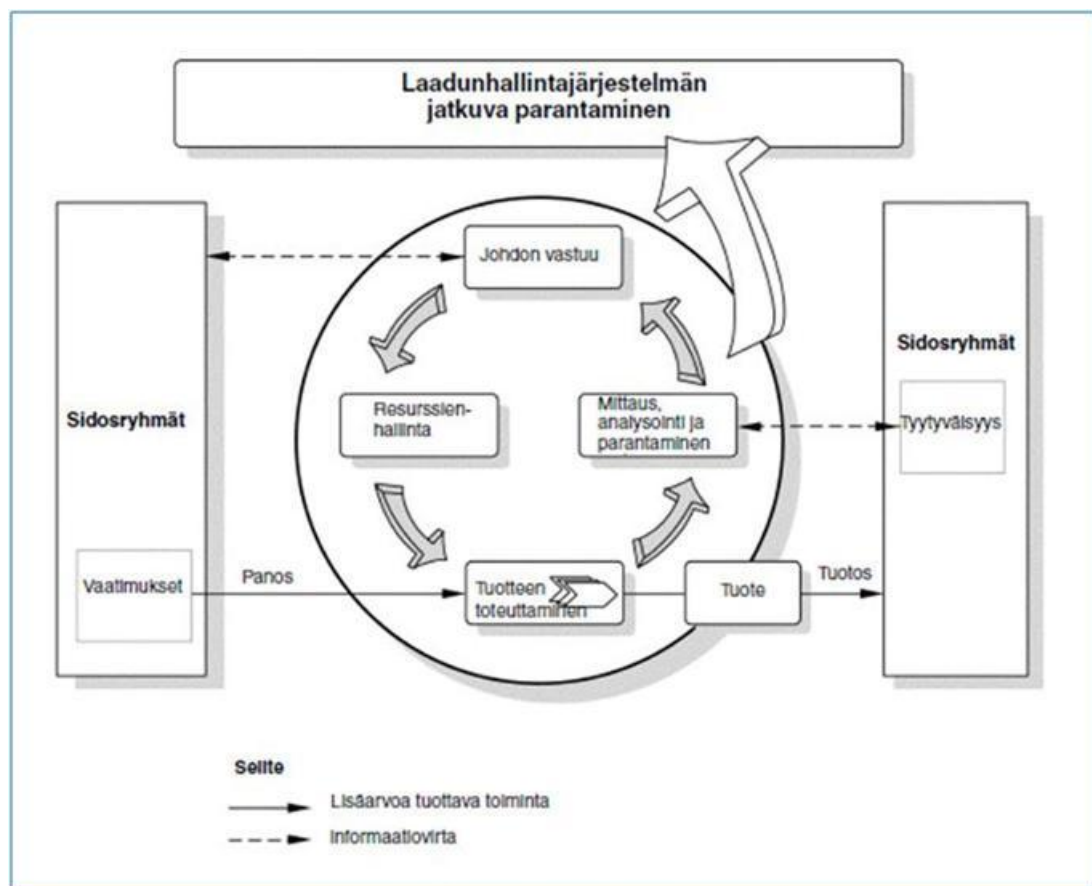 Laadunhallintajärjestelmän
jatkuva parantaminen
Johdon vastuu
Sidosryhmät
Resurssien-
hallinta
Mittaus,
analysointi ja
parantaminen
Sidosryhmät
Tyytyväisyys
Vaatimukset
Panos
Tuotteen
toteuttaminen
Tuote
Tuotos
Selite
Lisäarvoa tuottava toiminta
Informaatiovirta